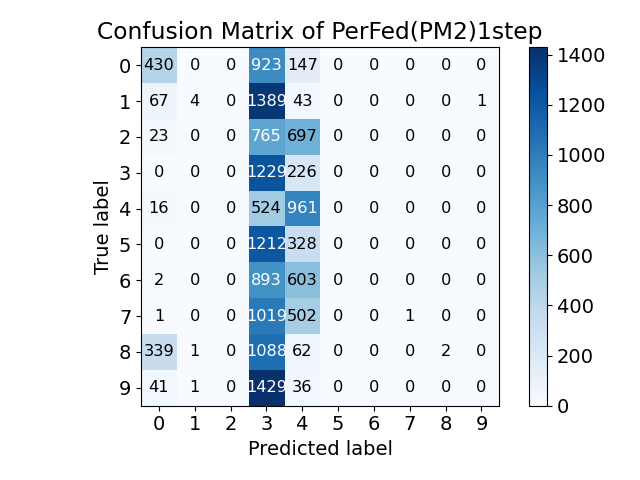 Confusion Matrix of PerFed(PM2)1step
0 430 0 0 923 147 0 0 0 0 0
1 67 4 0 1389 43 0 0 0 0 1
2 23 0 0 765 697 0 0 0 0 0
3 0 0 0 1229 226 0 0 0 0 0
4 16 0 0 524 961 0 0 0 0 0
5 0 0 0 1212 328 0 0 0 0 0
6 2 0 0 893 603 0 0 0 0 0
7 1 0 0 1019 502 0 0 1 0 0
8 339 1 0 1088 62 0 0 0 2 0
9 41 1 0 1429 36 0 0 0 0 0
0 1 2 3 4 5 6 7 8 9
Predicted label
True label
1400
1200
1000
800
600
400
200
0